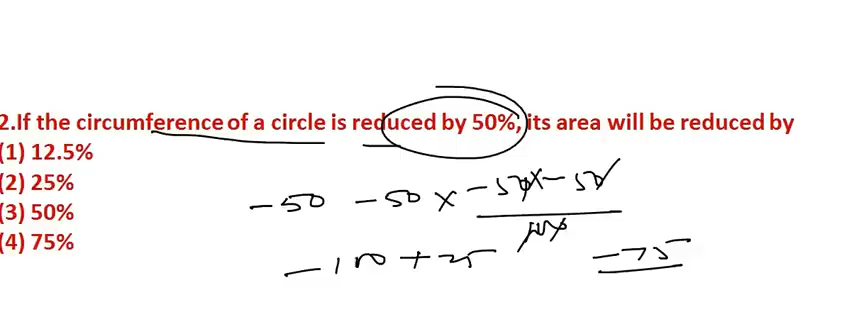 2.If the circumference of a circle is reduced by 50%, its area will be reduced by
(1) 12.5%
(2) 25%
(3) 50%
(4) 75%
-50 -50 x -50 x -50
100
-100 + 25 -75